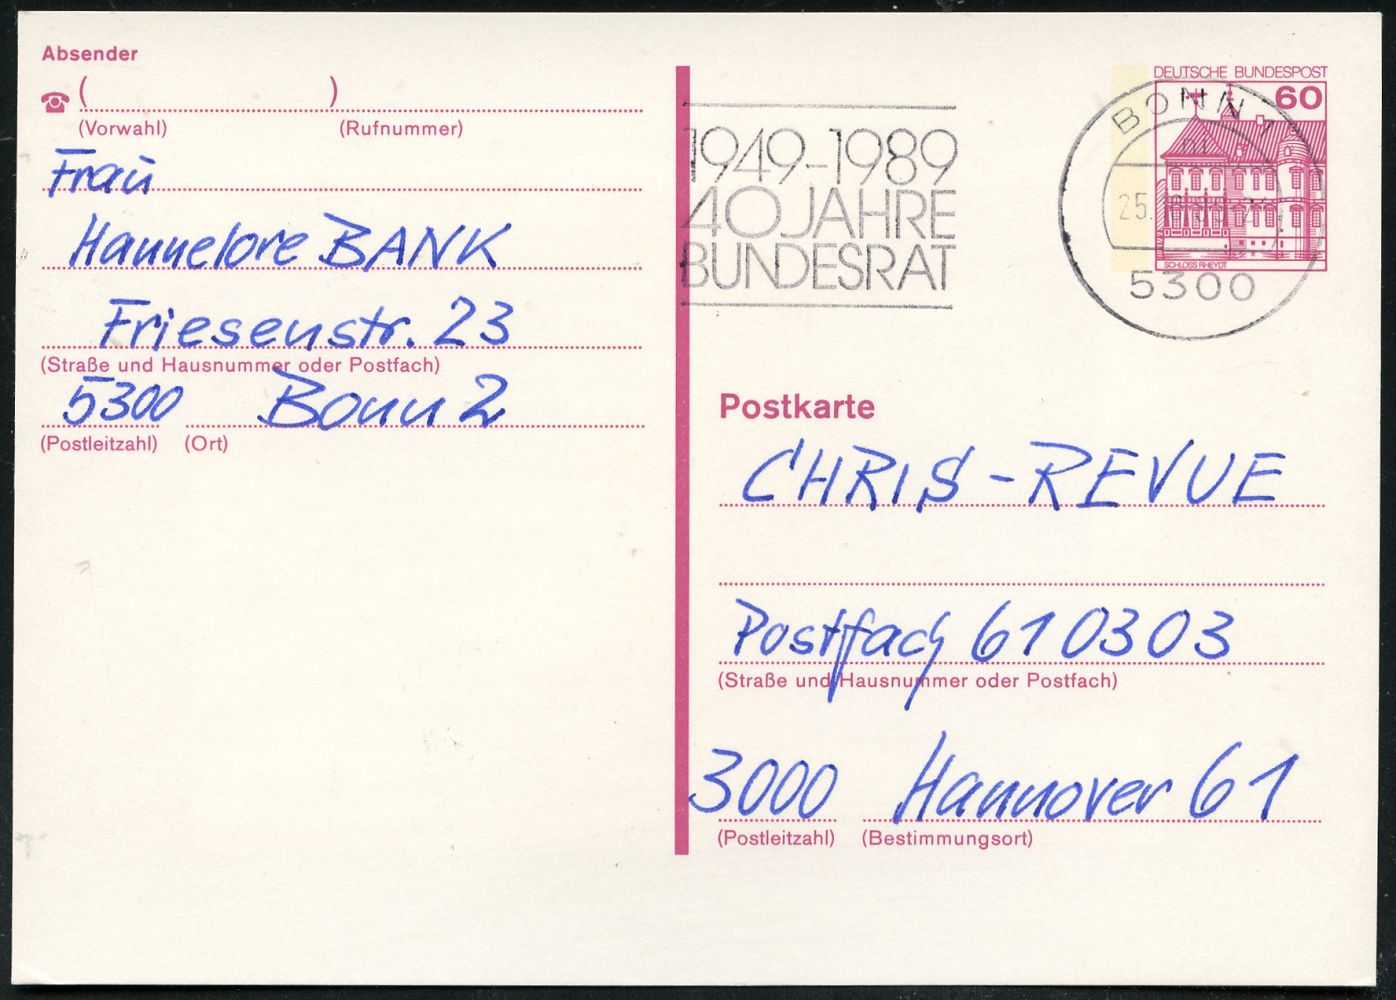 Absender
( )
(Vorwahl) (Rufnummer)
Frau
Hannelore BANK
Friesenstr. 23
(Straße und Hausnummer oder Postfach)
5300 Bonn 2
(Postleitzahl) (Ort)
1949-1989
40 JAHRE
BUNDESRAT
DEUTSCHE BUNDESPOST
60
SCHLOSS RHEYDT
BONN 1
5300
Postkarte
CHRIS-REVUE
Postfach 610303
(Straße und Hausnummer oder Postfach)
3000 Hannover 61
(Postleitzahl) (Bestimmungsort)